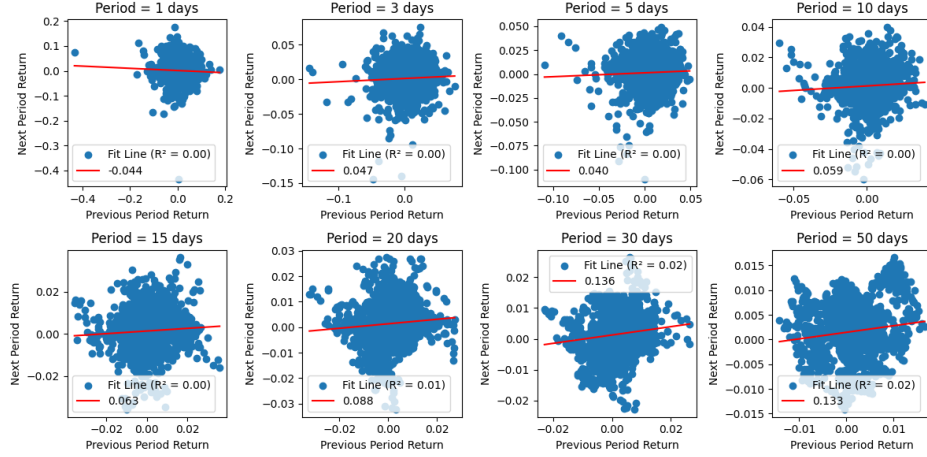 Period = 1 days
0.2
0.1
0.0
-0.1
-0.2
-0.3
-0.4
Next Period Return
Fit Line (R² = 0.00)
-0.044
-0.4
-0.2
0.0
0.2
Previous Period Return
Period = 3 days
0.05
0.00
-0.05
-0.10
-0.15
Next Period Return
Fit Line (R² = 0.00)
0.047
-0.1
0.0
Previous Period Return
Period = 5 days
0.050
0.025
0.000
-0.025
-0.050
-0.075
-0.100
Next Period Return
Fit Line (R² = 0.00)
0.040
-0.10
-0.05
0.00
0.05
Previous Period Return
Period = 10 days
0.04
0.02
0.00
-0.02
-0.04
-0.06
Next Period Return
Fit Line (R² = 0.00)
0.059
-0.05
0.00
Previous Period Return
Period = 15 days
0.02
0.00
-0.02
Next Period Return
Fit Line (R² = 0.00)
0.063
-0.02
0.00
0.02
Previous Period Return
Period = 20 days
0.03
0.02
0.01
0.00
-0.01
-0.02
-0.03
Next Period Return
Fit Line (R² = 0.01)
0.088
-0.02
0.00
0.02
Previous Period Return
Period = 30 days
0.02
0.01
0.00
-0.01
-0.02
Next Period Return
Fit Line (R² = 0.02)
0.136
-0.02
0.00
0.02
Previous Period Return
Period = 50 days
0.015
0.010
0.005
0.000
-0.005
-0.010
-0.015
Next Period Return
Fit Line (R² = 0.02)
0.133
-0.01
0.00
0.01
Previous Period Return